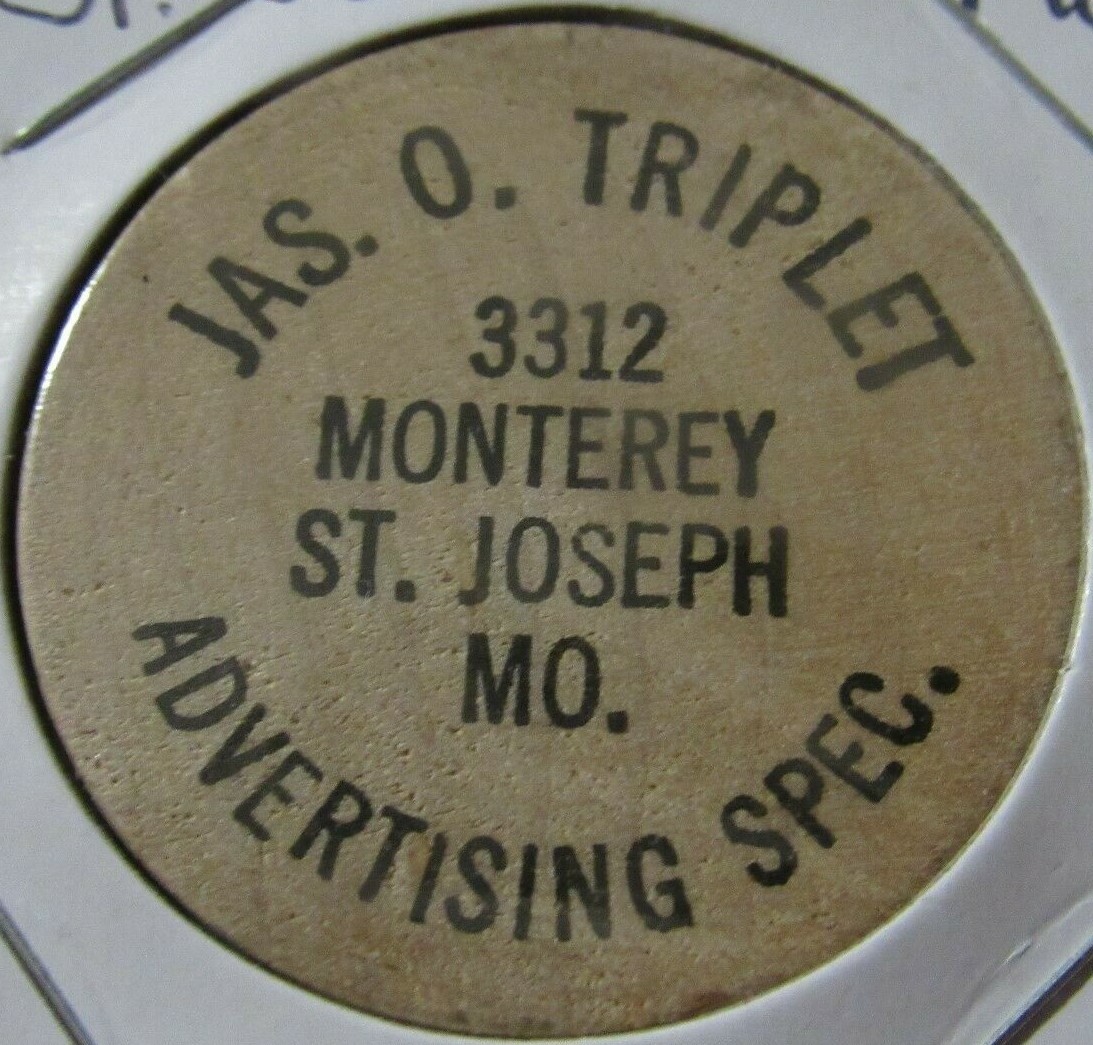 JAS. O. TRIPLET
3312
MONTEREY
ST. JOSEPH
MO.
ADVERTISING SPEC.